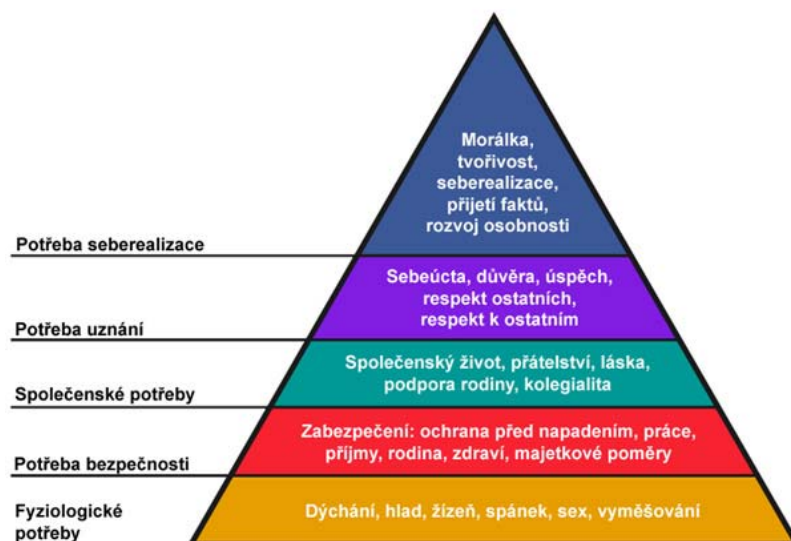 Morálka,
tvořivost,
seberealizace,
přijetí faktů,
rozvoj osobnosti
Potřeba seberealizace
Sebeúcta, důvěra, úspěch,
respekt ostatních,
respekt k ostatním
Potřeba uznání
Společenský život, přátelství, láska,
podpora rodiny, kolegialita
Společenské potřeby
Zabezpečení: ochrana před napadením, práce,
příjmy, rodina, zdraví, majetkové poměry
Potřeba bezpečnosti
Dýchání, hlad, žízeň, spánek, sex, vyměšování
Fyziologické
potřeby